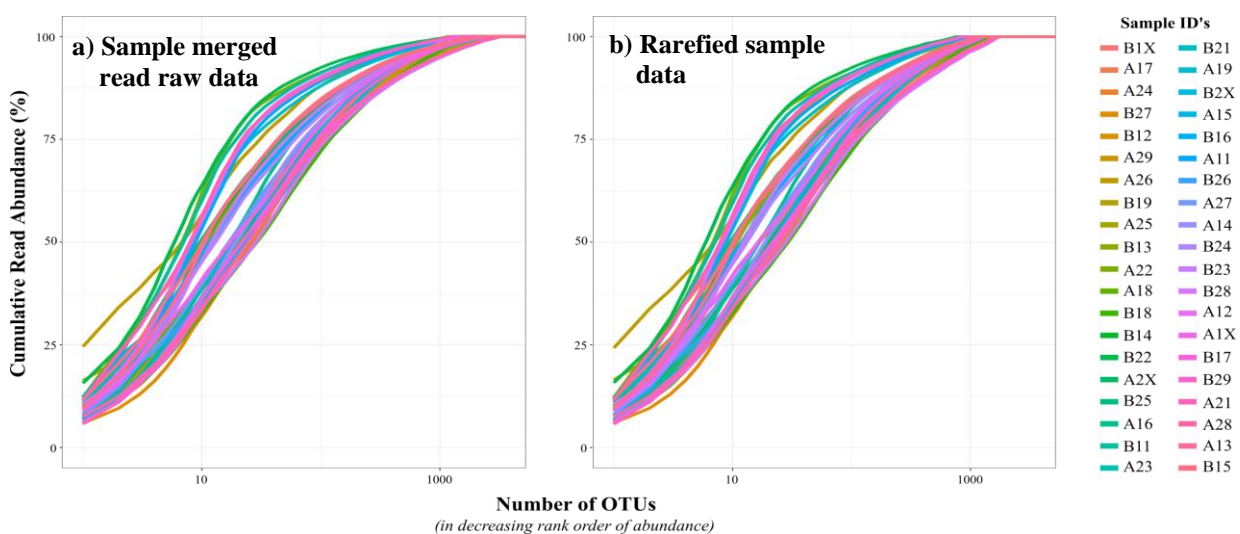 a) Sample merged
read raw data
b) Rarefied sample
data
Cumulative Read Abundance (%)
100
75
50
25
0
10
1000
100
75
50
25
0
10
1000
Number of OTUs
(in decreasing rank order of abundance)
Sample ID's
B1X
A17
A24
B27
B12
A29
A26
B19
A25
B13
A22
A18
B18
B14
B22
A2X
B25
A16
B11
A23
B21
A19
B2X
A15
B16
A11
B26
A27
A14
B24
B23
B28
A12
A1X
B17
B29
A21
A28
A13
B15